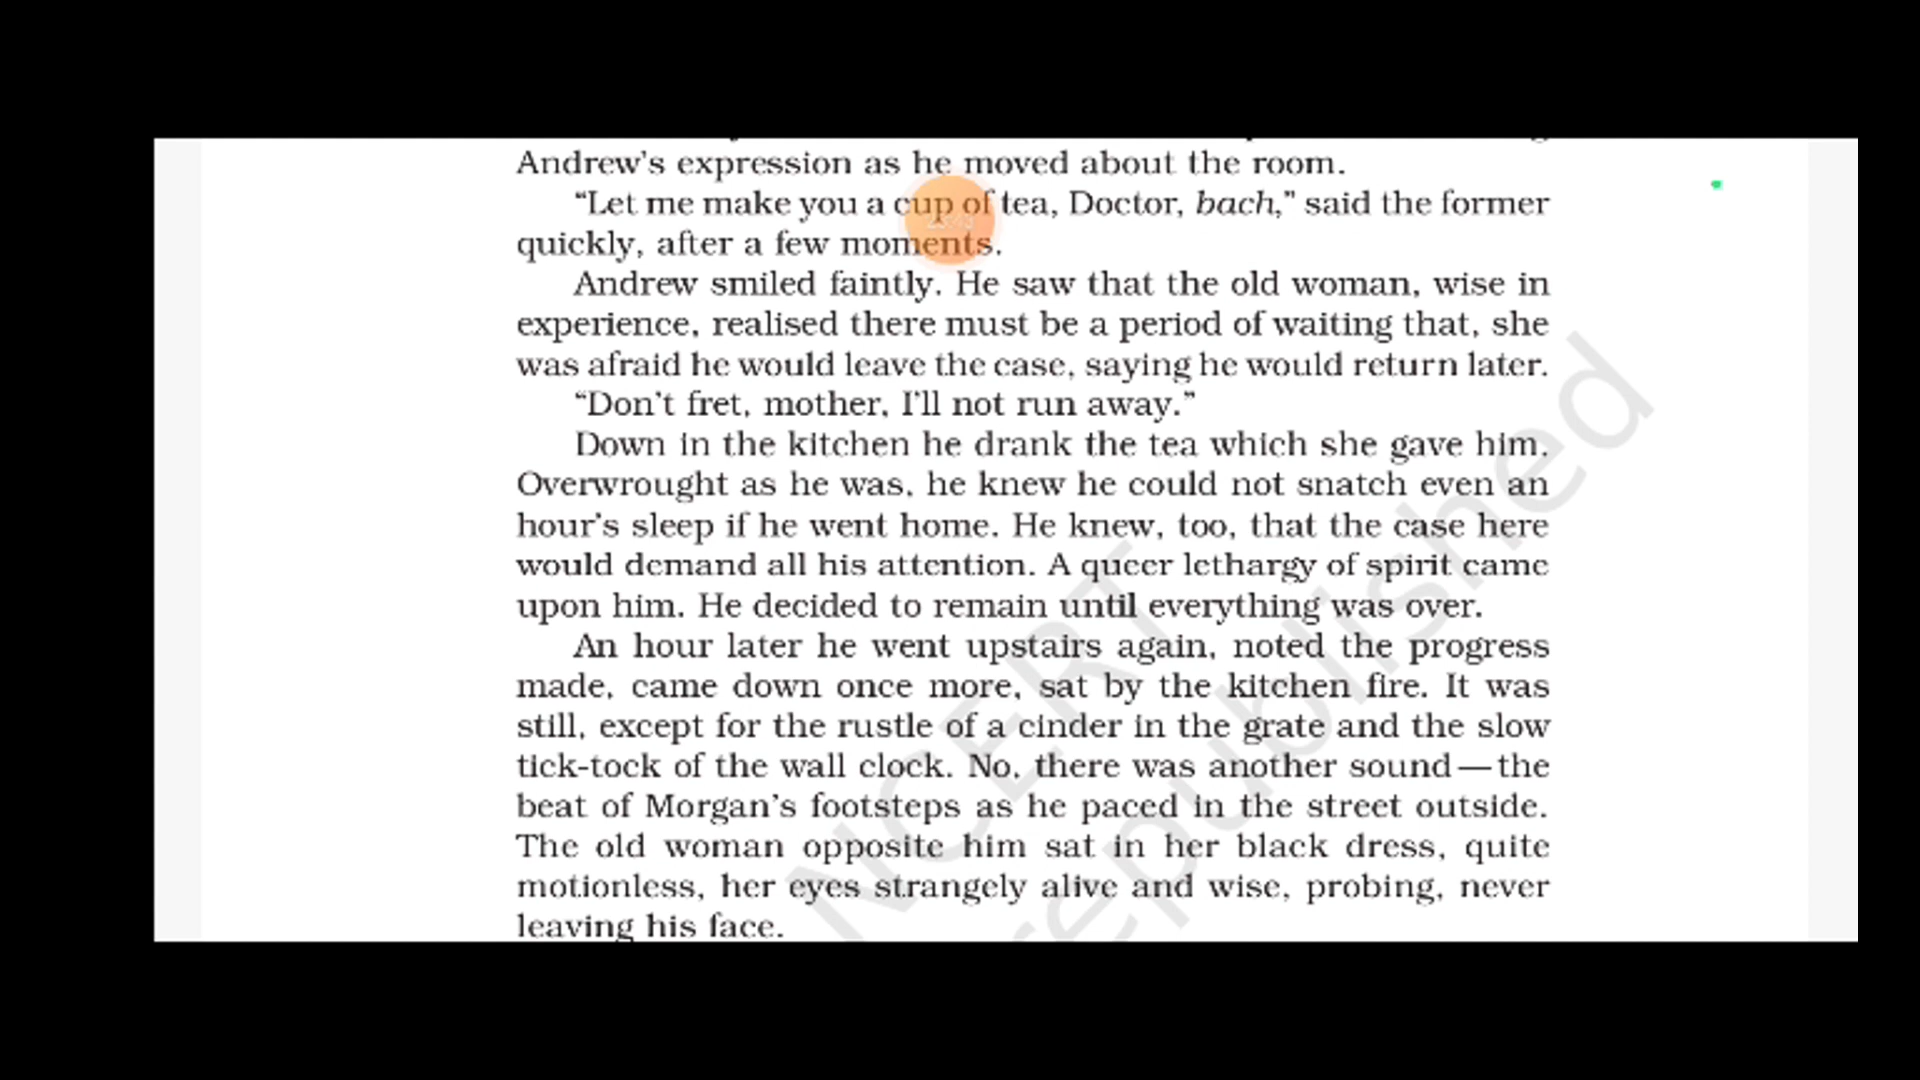 Andrew's expression as he moved about the room.
“Let me make you a cup of tea, Doctor, bach,” said the former
quickly, after a few moments.
Andrew smiled faintly. He saw that the old woman, wise in
experience, realised there must be a period of waiting that, she
was afraid he would leave the case, saying he would return later.
“Don't fret, mother, I'll not run away.”
Down in the kitchen he drank the tea which she gave him.
Overwrought as he was, he knew he could not snatch even an
hour's sleep if he went home. He knew, too, that the case here
would demand all his attention. A queer lethargy of spirit came
upon him. He decided to remain until everything was over.
An hour later he went upstairs again, noted the progress
made, came down once more, sat by the kitchen fire. It was
still, except for the rustle of a cinder in the grate and the slow
tick-tock of the wall clock. No, there was another sound—the
beat of Morgan's footsteps as he paced in the street outside.
The old woman opposite him sat in her black dress, quite
motionless, her eyes strangely alive and wise, probing, never
leaving his face.
NCERT
republished